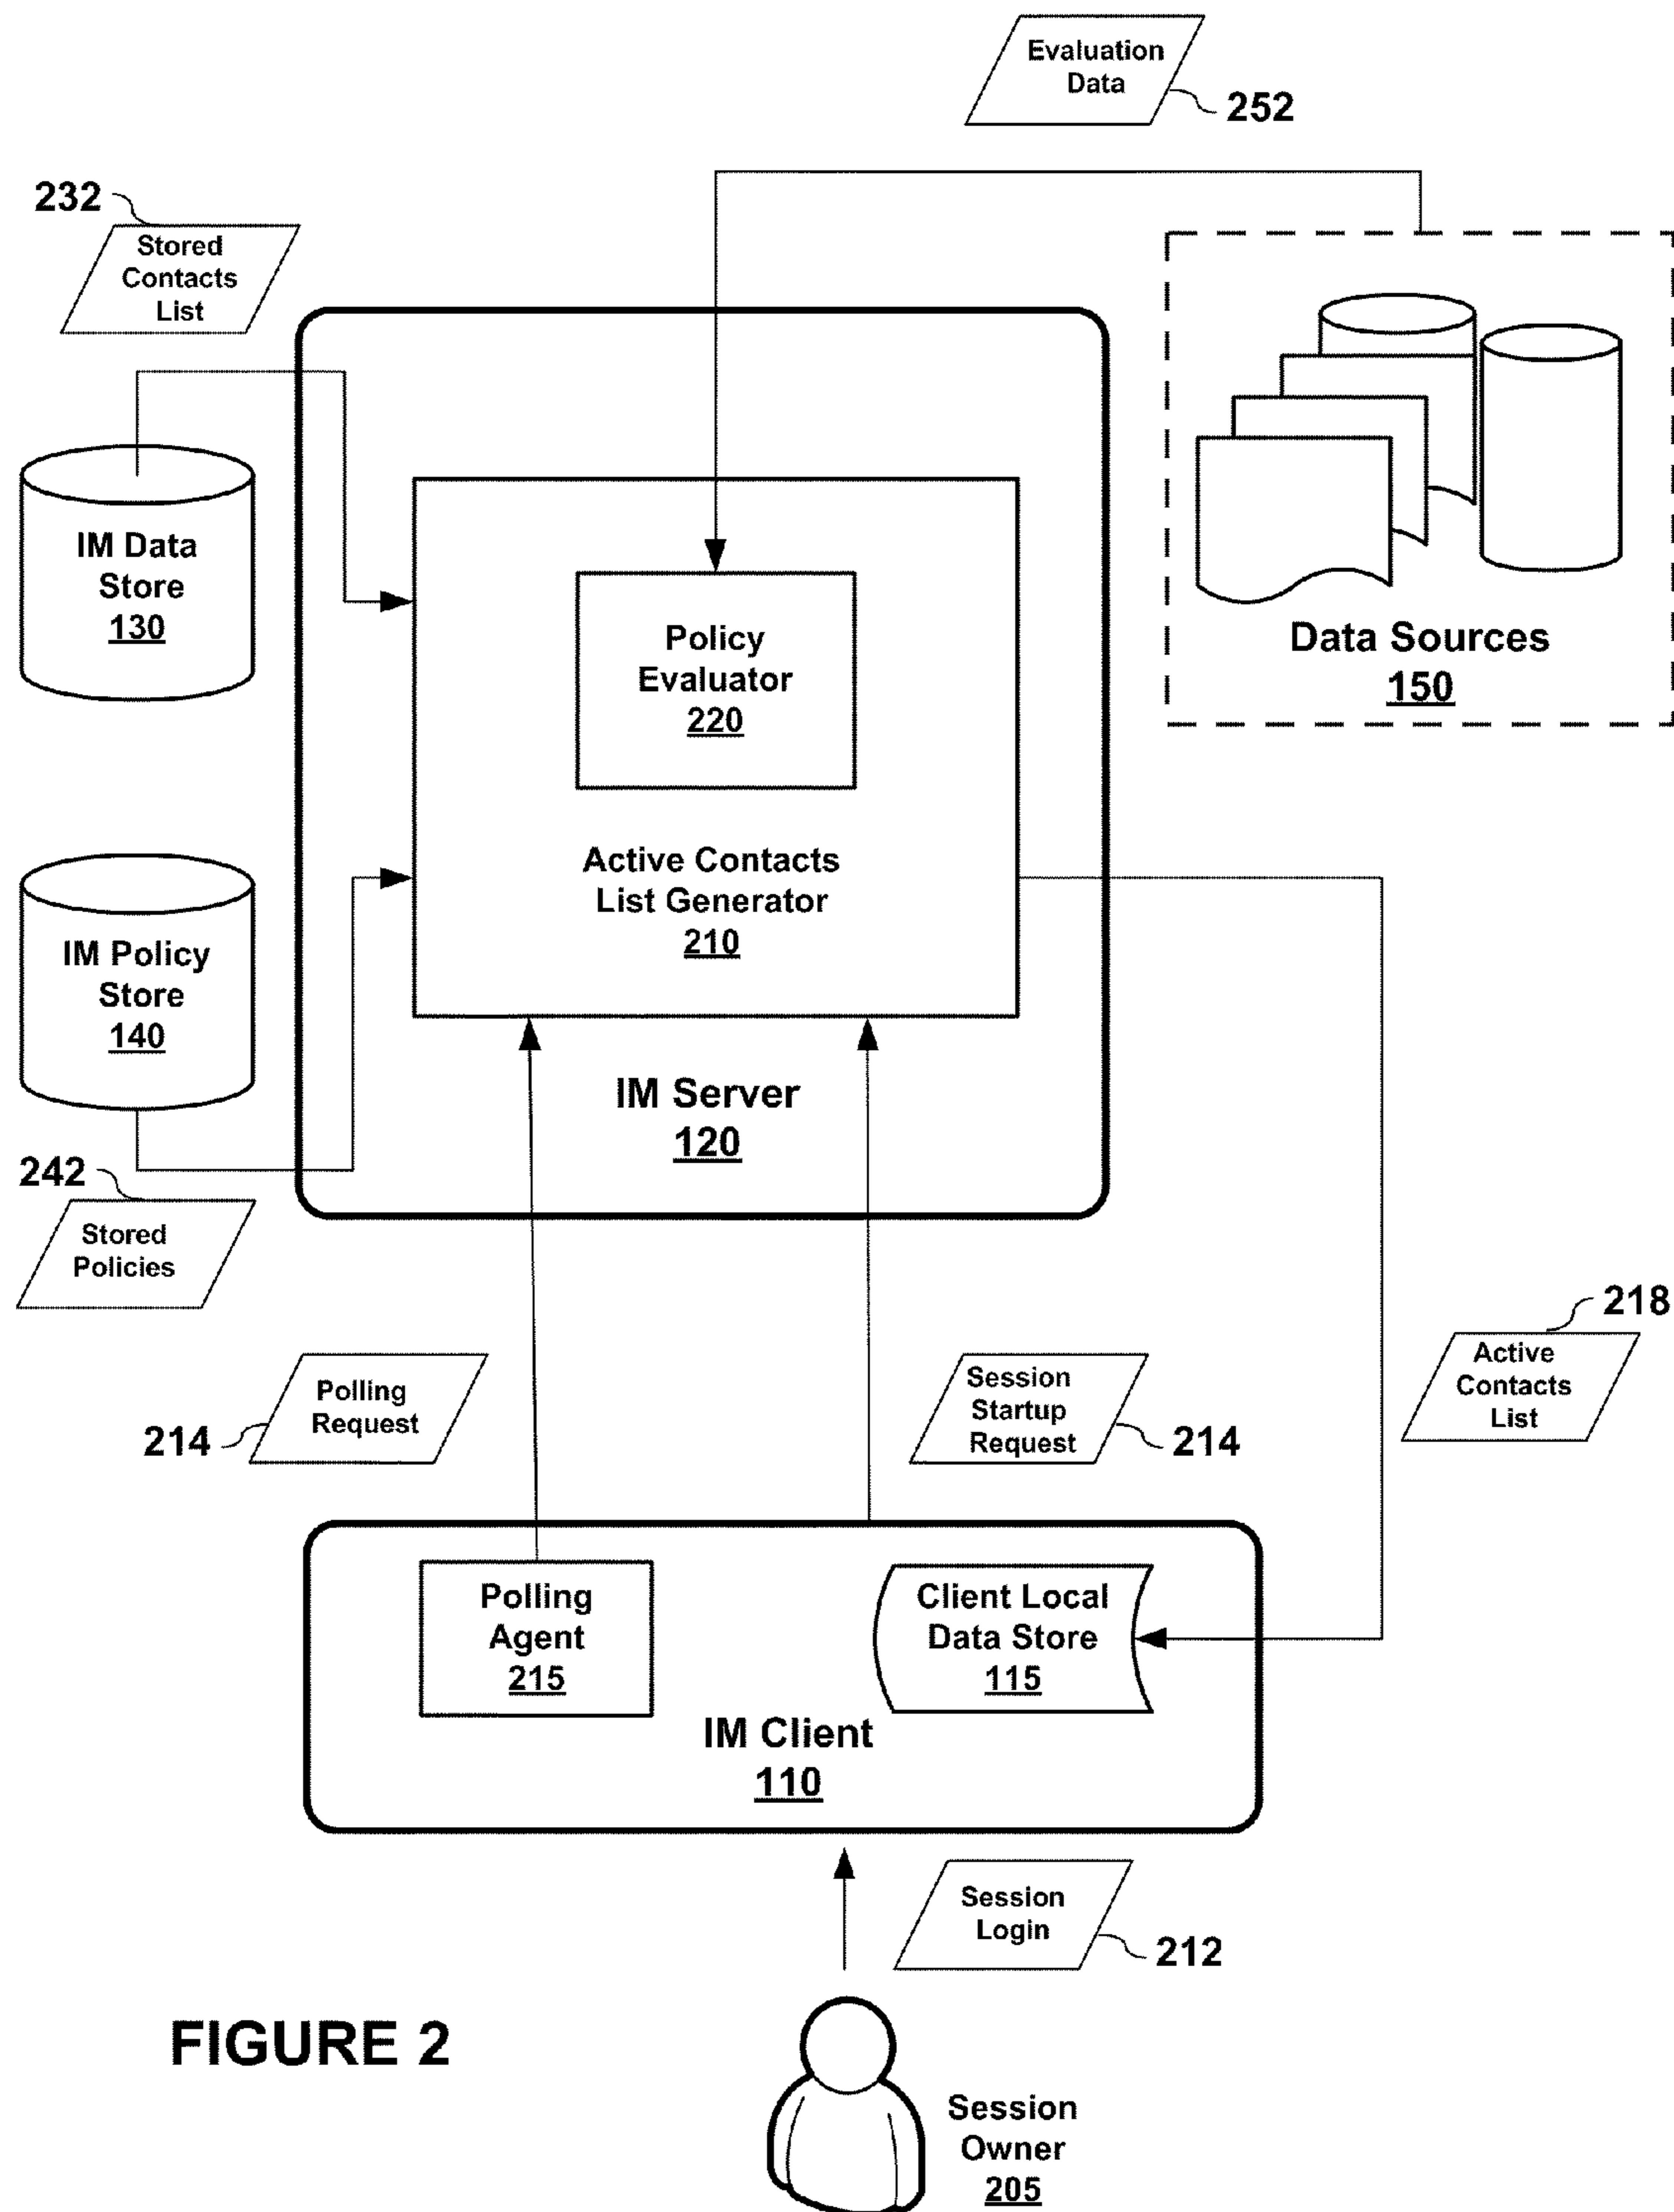 Evaluation
Data
252
232
Stored
Contacts
List
IM Data
Store
130
Policy
Evaluator
220
Data Sources
150
Active Contacts
List Generator
210
IM Policy
Store
140
IM Server
120
242
Stored
Policies
218
Active
Contacts
List
Polling
Request
214
Session
Startup
Request
214
Polling
Agent
215
Client Local
Data Store
115
IM Client
110
Session
Login
212
FIGURE 2
Session
Owner
205